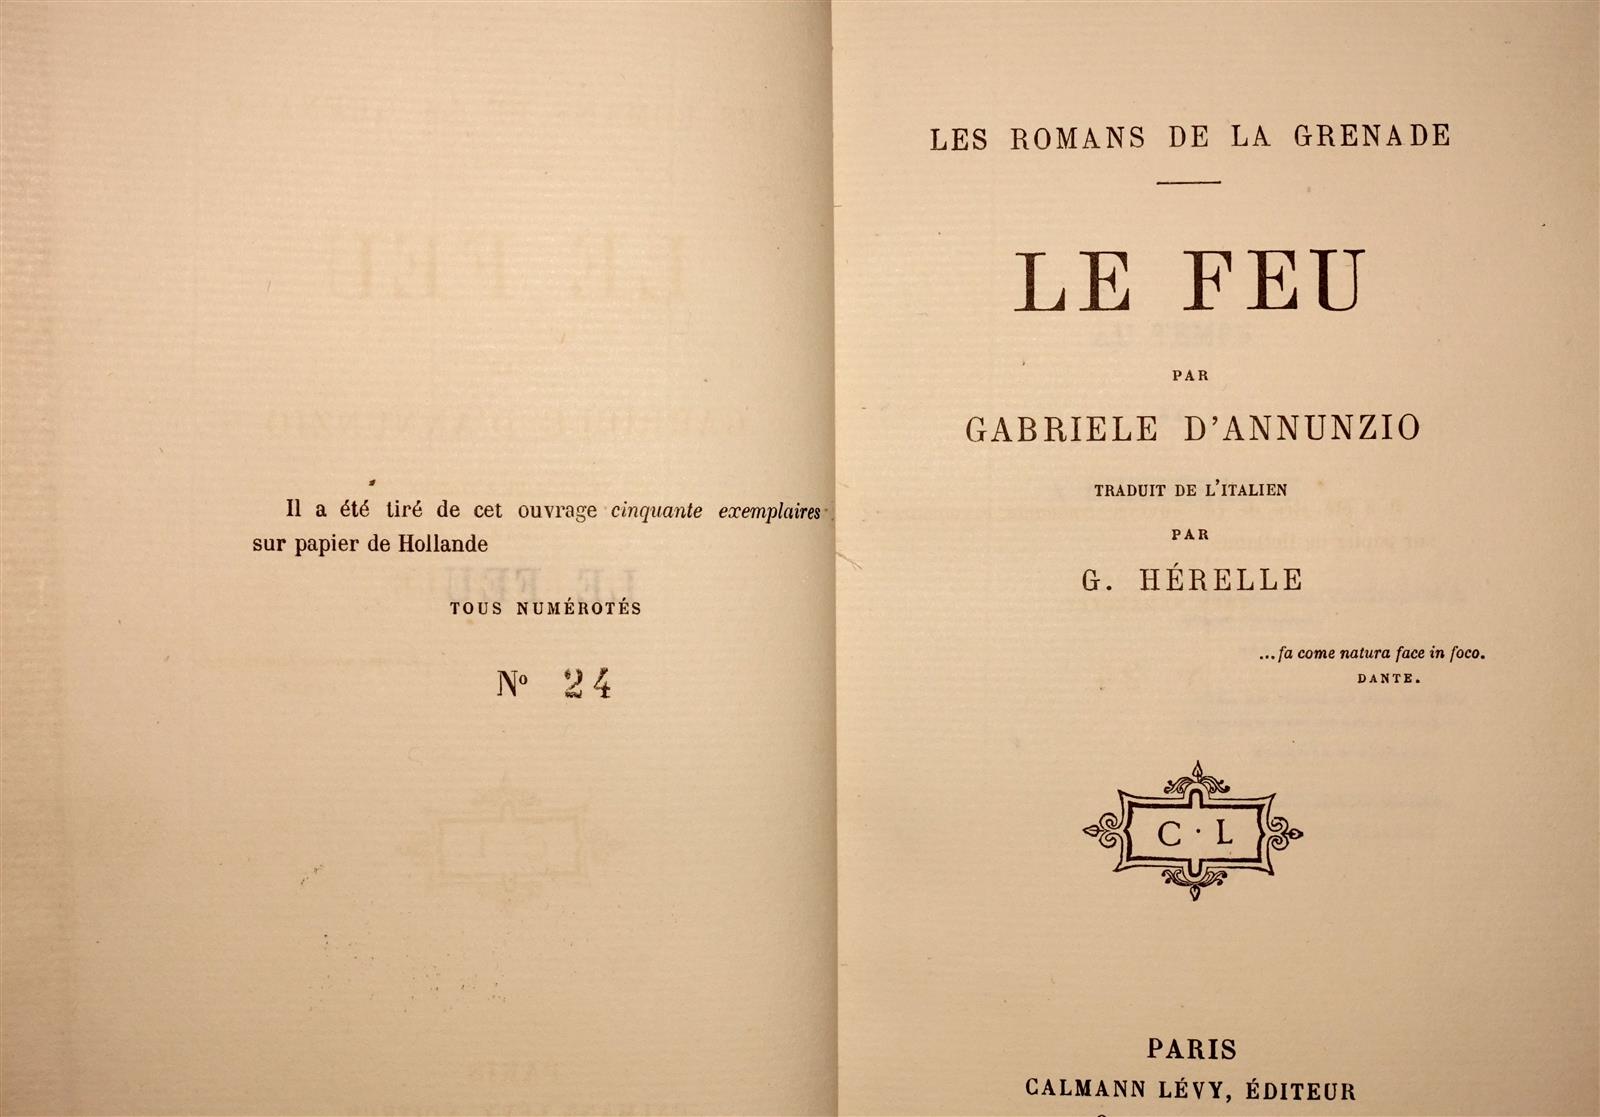 Il a été tiré de cet ouvrage cinquante exemplaires
sur papier de Hollande
TOUS NUMÉROTÉS
Nº 24
LES ROMANS DE LA GRENADE
LE FEU
PAR
GABRIELE D'ANNUNZIO
TRADUIT DE L'ITALIEN
PAR
G. HÉRELLE
...fa come natura face in foco.
DANTE.
C · L
PARIS
CALMANN LÉVY, ÉDITEUR